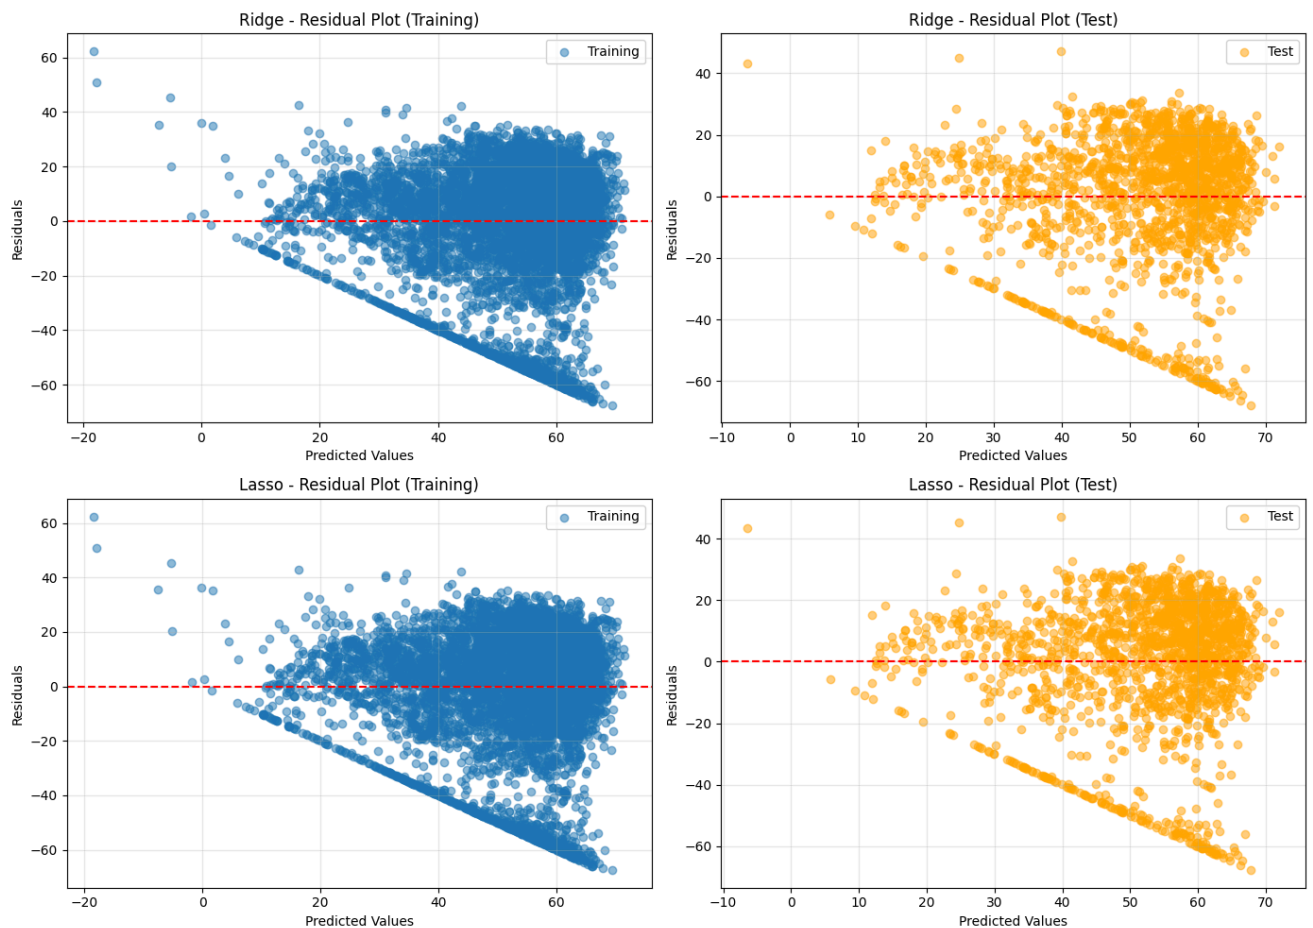 Ridge - Residual Plot (Training)
60
40
20
0
−20
−40
−60
Residuals
Training
−20 0 20 40 60
Predicted Values
Ridge - Residual Plot (Test)
40
20
0
−20
−40
−60
Residuals
Test
−10 0 10 20 30 40 50 60 70
Predicted Values
Lasso - Residual Plot (Training)
60
40
20
0
−20
−40
−60
Residuals
Training
−20 0 20 40 60
Predicted Values
Lasso - Residual Plot (Test)
40
20
0
−20
−40
−60
Residuals
Test
−10 0 10 20 30 40 50 60 70
Predicted Values